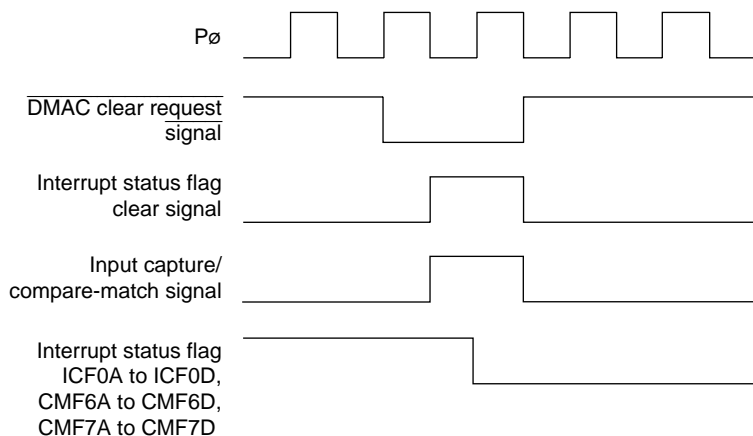 Pø
DMAC clear request
signal
Interrupt status flag
clear signal
Input capture/
compare-match signal
Interrupt status flag
ICF0A to ICF0D,
CMF6A to CMF6D,
CMF7A to CMF7D